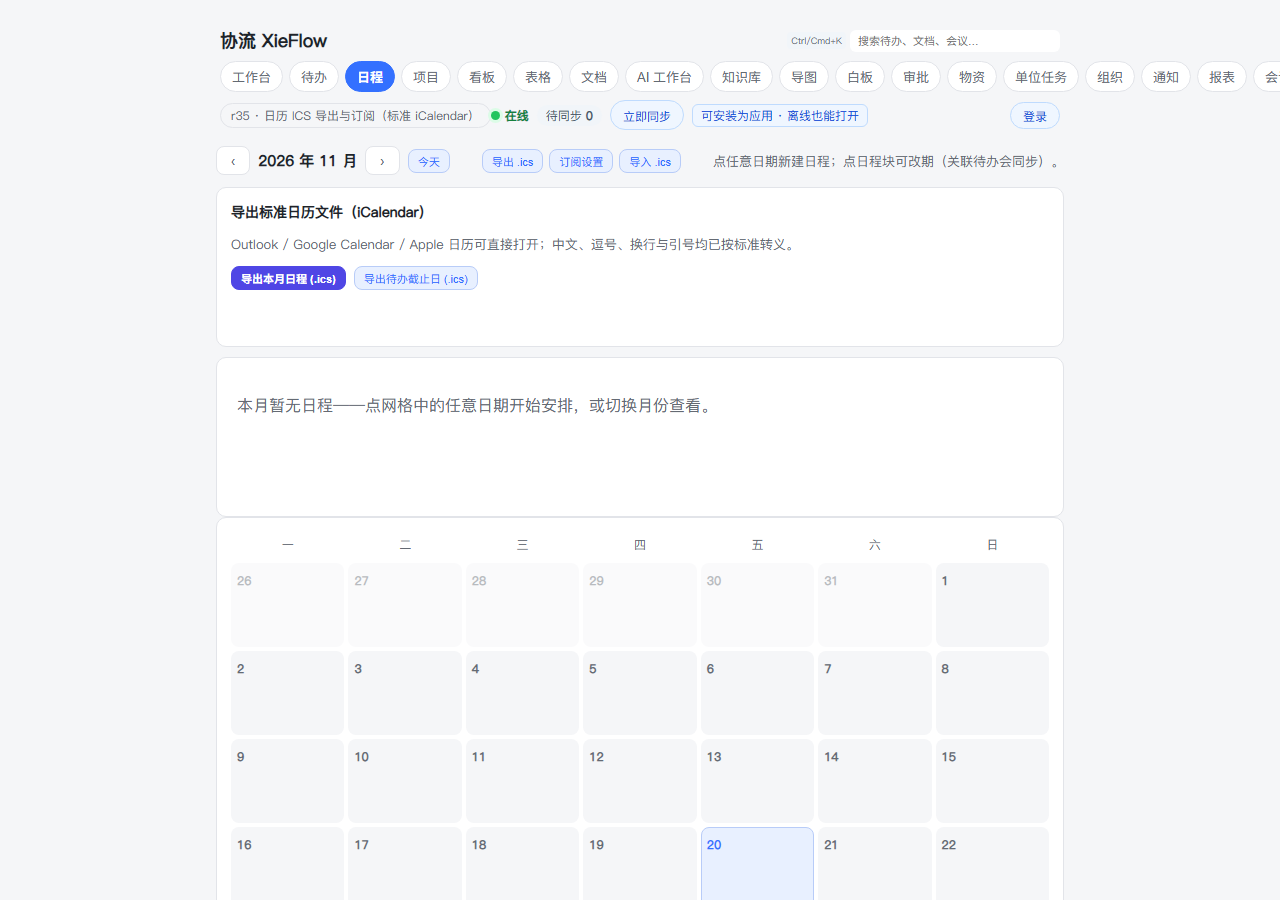 协流 XieFlow
Ctrl/Cmd+K 搜索待办、文档、会议…
工作台 待办 日程 项目 看板 表格 文档 AI 工作台 知识库 导图 白板 审批 物资 单位任务 组织 通知 报表
r35 · 日历 ICS 导出与订阅（标准 iCalendar） 在线 待同步 0 立即同步 可安装为应用 · 离线也能打开 登录
‹ 2026 年 11 月 › 今天 导出 .ics 订阅设置 导入 .ics 点任意日期新建日程；点日程块可改期（关联待办会同步）。
导出标准日历文件（iCalendar）
Outlook / Google Calendar / Apple 日历可直接打开；中文、逗号、换行与引号均已按标准转义。
导出本月日程 (.ics) 导出待办截止日 (.ics)
本月暂无日程——点网格中的任意日期开始安排，或切换月份查看。
一 二 三 四 五 六 日
26 27 28 29 30 31 1
2 3 4 5 6 7 8
9 10 11 12 13 14 15
16 17 18 19 20 21 22